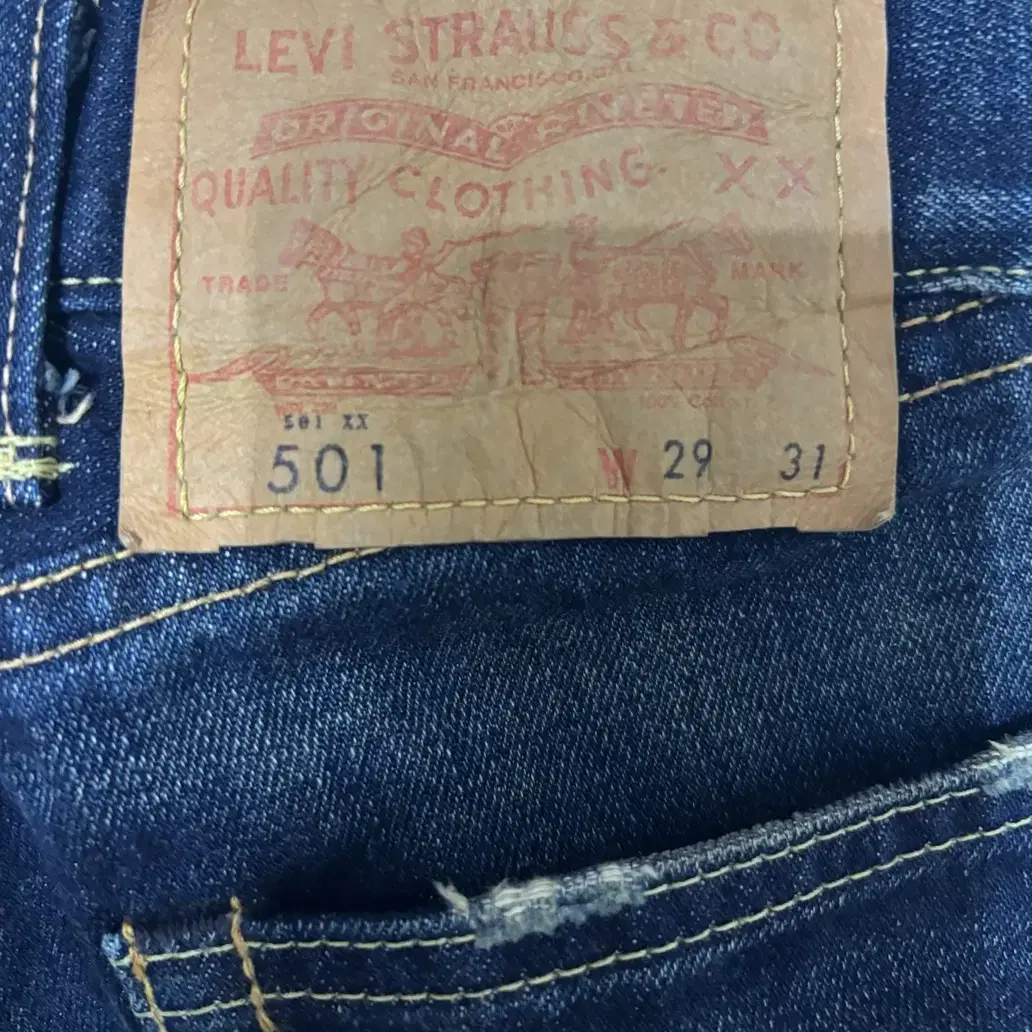 LEVI STRAUSS & CO.
SAN FRANCISCO, CAL.
ORIGINAL RIVETED
QUALITY CLOTHING. XX
TRADE MARK
501 XX
501 W 29 31